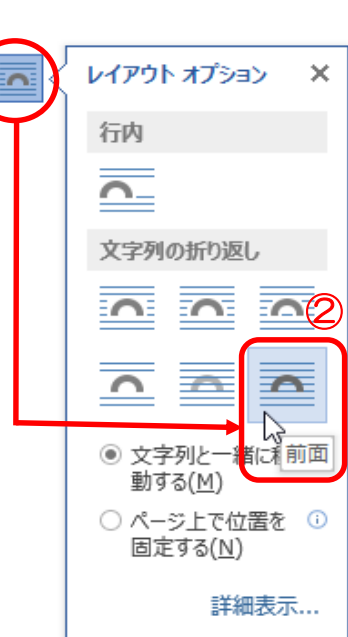 レイアウト オプション ×
行内
文字列の折り返し
②
文字列と一緒に
動する(M)
前面
ページ上で位置を
固定する(N)
詳細表示...